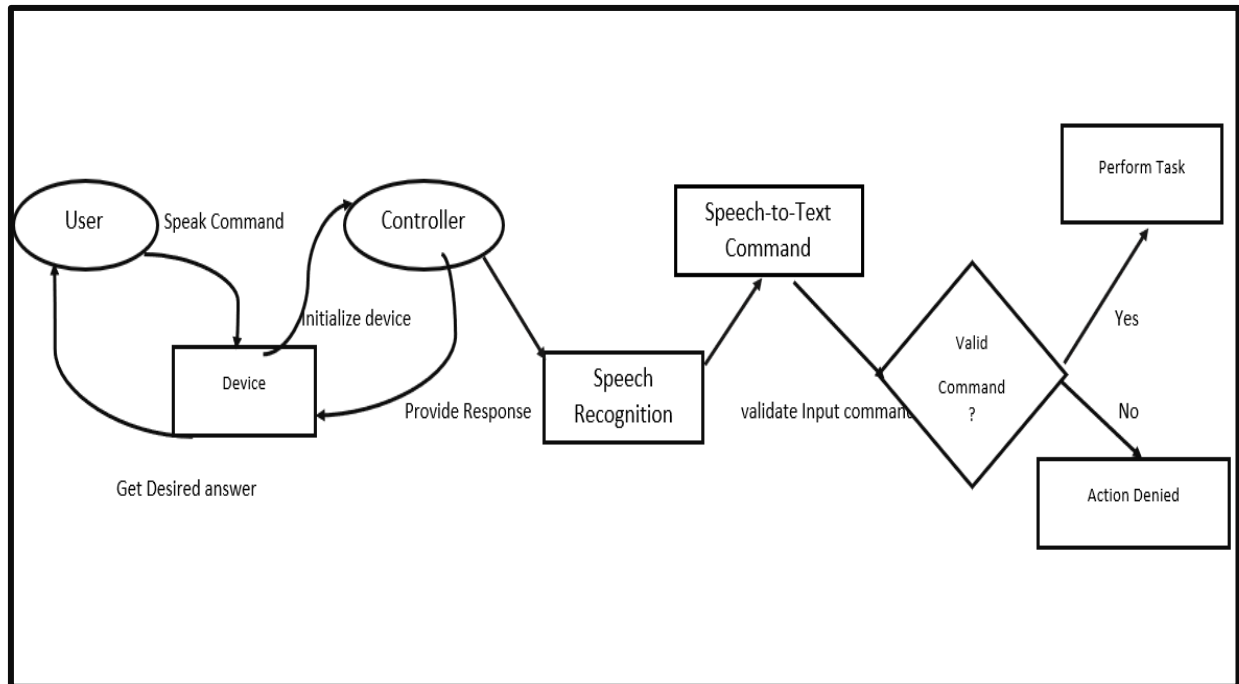 User
Speak Command
Controller
Initialize device
Device
Provide Response
Get Desired answer
Speech
Recognition
Speech-to-Text
Command
validate Input command
Valid
Command
?
Yes
Perform Task
No
Action Denied